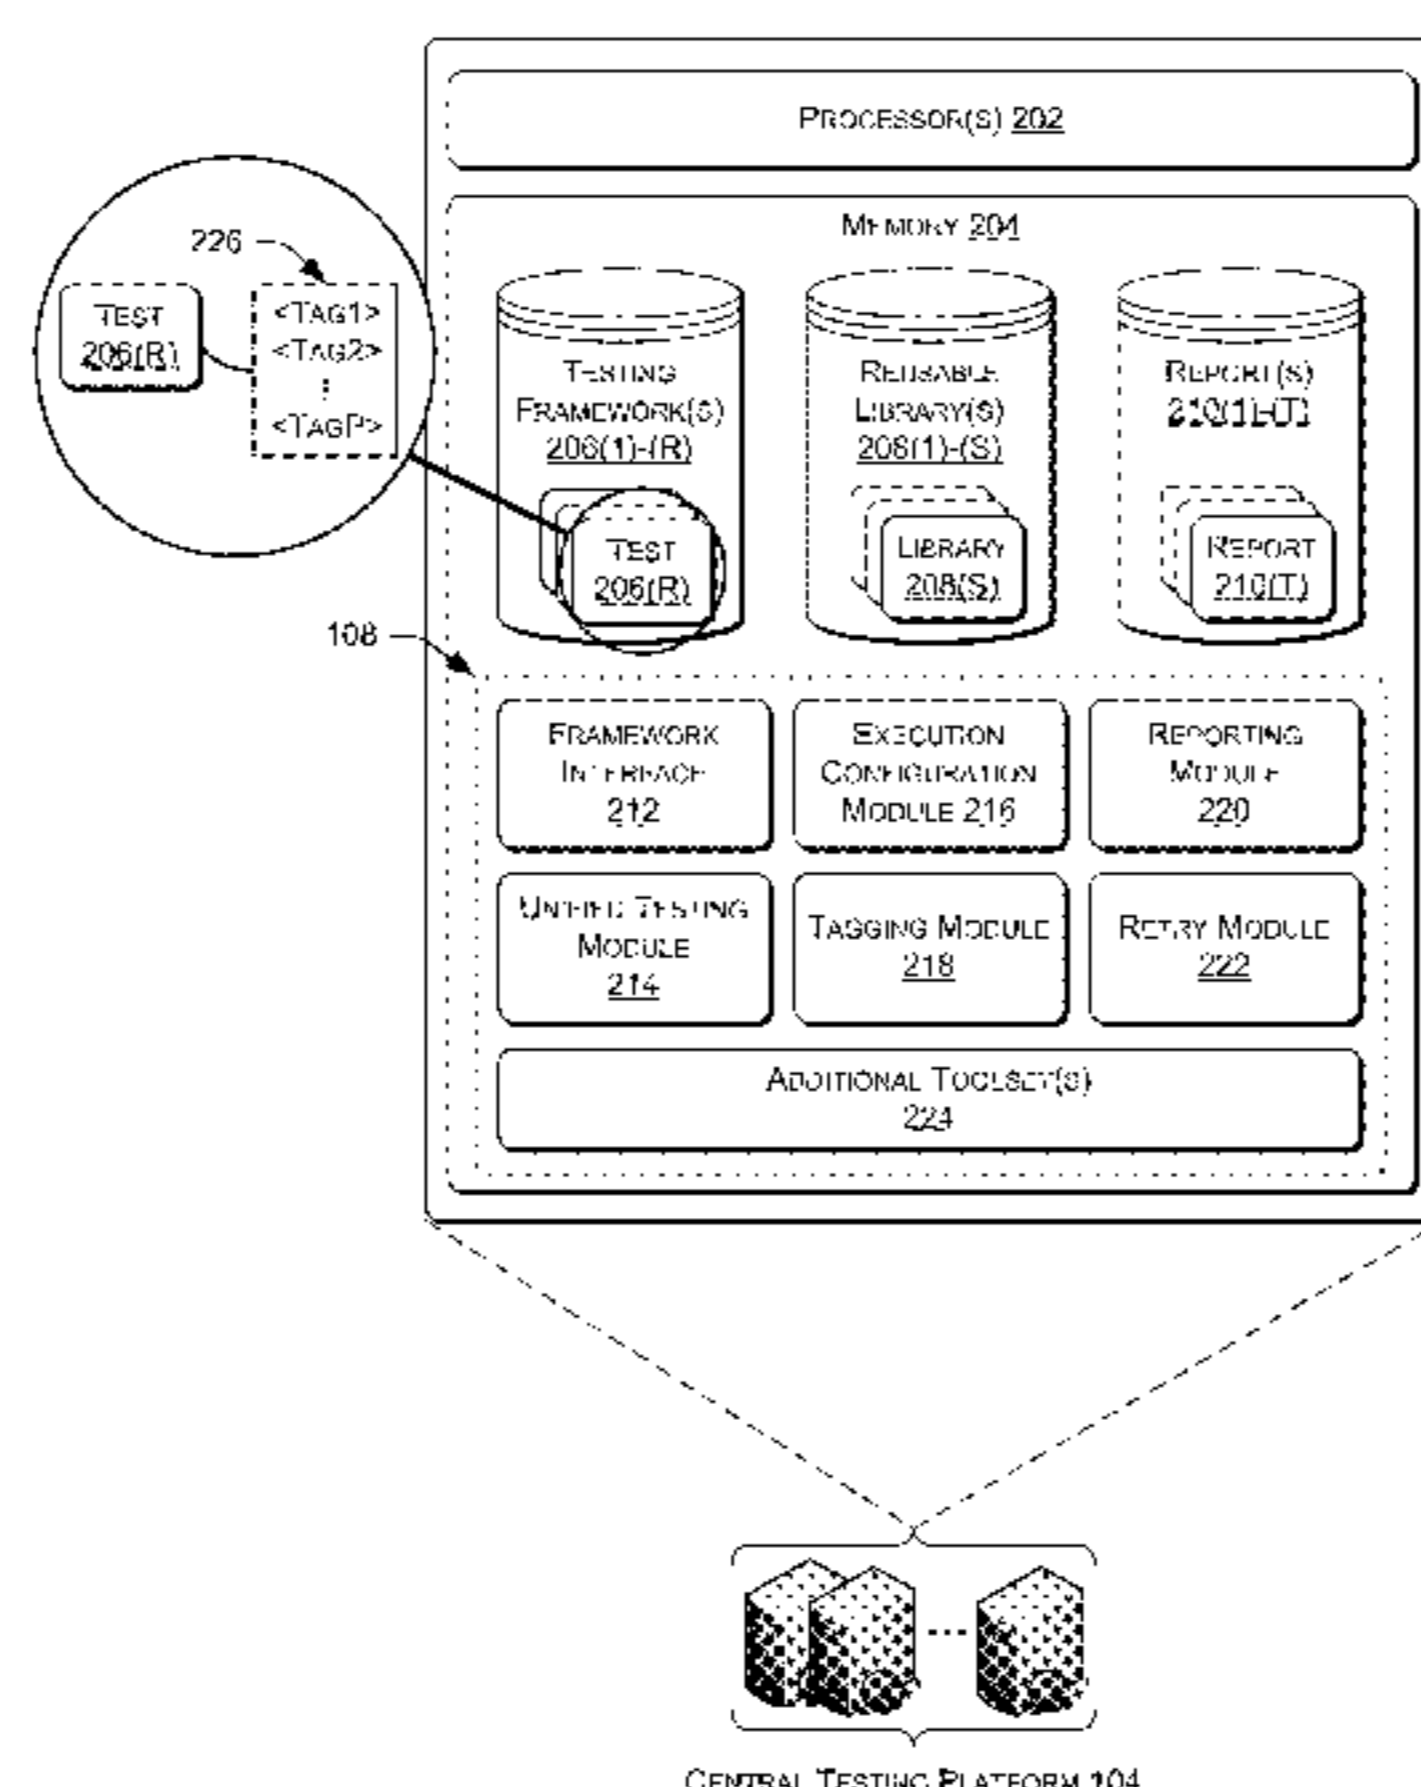 PROCESSOR(S) 202
MEMORY 204
226
TEST
206(R)
<TAG1>
<TAG2>
⋮
<TAGP>
TESTING
FRAMEWORK(S)
206(1)-(R)
TEST
206(R)
REUSABLE
LIBRARY(S)
208(1)-(S)
LIBRARY
208(S)
REPORT(S)
210(1)-(T)
REPORT
210(T)
108
FRAMEWORK
INTERFACE
212
EXECUTION
CONFIGURATION
MODULE 216
REPORTING
MODULE
220
UNIFIED TESTING
MODULE
214
TAGGING MODULE
218
RETRY MODULE
222
ADDITIONAL TOOLSET(S)
224
CENTRAL TESTING PLATFORM 104